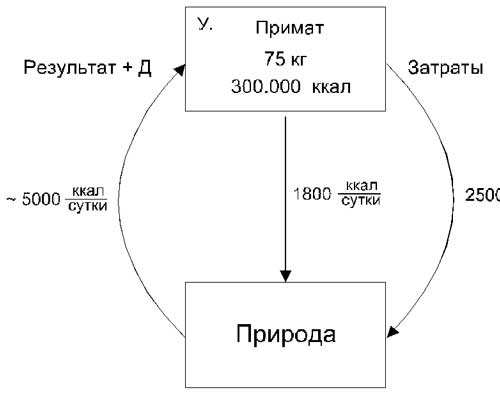 У. Примат
75 кг
300.000 ккал
Результат + Д
Затраты
~ 5000 ккал/сутки
1800 ккал/сутки
2500
Природа